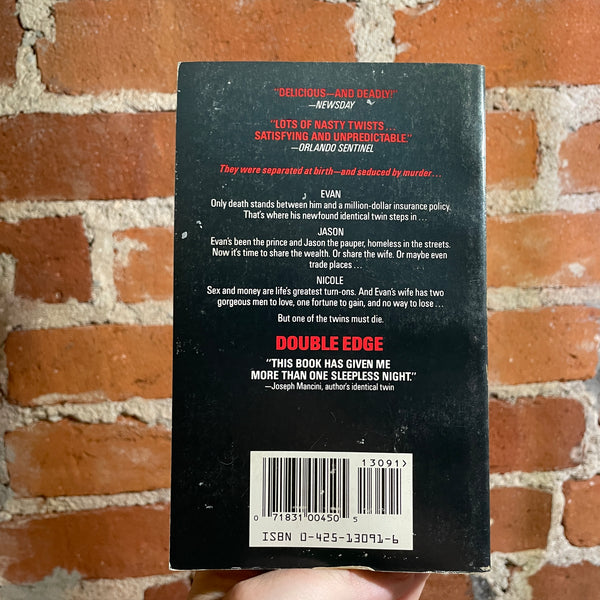 "DELICIOUS—AND DEADLY!"
—NEWSDAY
"LOTS OF NASTY TWISTS...
SATISFYING AND UNPREDICTABLE."
—ORLANDO SENTINEL
They were separated at birth—and seduced by murder...
EVAN
Only death stands between him and a million-dollar insurance policy.
That's where his newfound identical twin steps in...
JASON
Evan's been the prince and Jason the pauper, homeless in the streets.
Now it's time to share the wealth. Or share the wife. Or maybe even
trade places...
NICOLE
Sex and money are life's greatest turn-ons. And Evan's wife has two
gorgeous men to love, one fortune to gain, and no way to lose...
But one of the twins must die.
DOUBLE EDGE
"THIS BOOK HAS GIVEN ME
MORE THAN ONE SLEEPLESS NIGHT."
—Joseph Mancini, author's identical twin
13091>
0 71831 00450 5
ISBN 0-425-13091-6